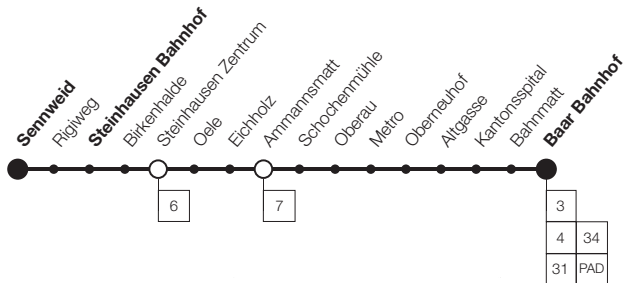 Sennweid
Rigiweg
Steinhausen Bahnhof
Birkenhalde
Steinhausen Zentrum
Oele
Eichholz
Ammannsmatt
Schochenmühle
Oberau
Metro
Oberneuhof
Altgasse
Kantonsspital
Bahnmatt
Baar Bahnhof
6
7
3
4 34
31 PAD